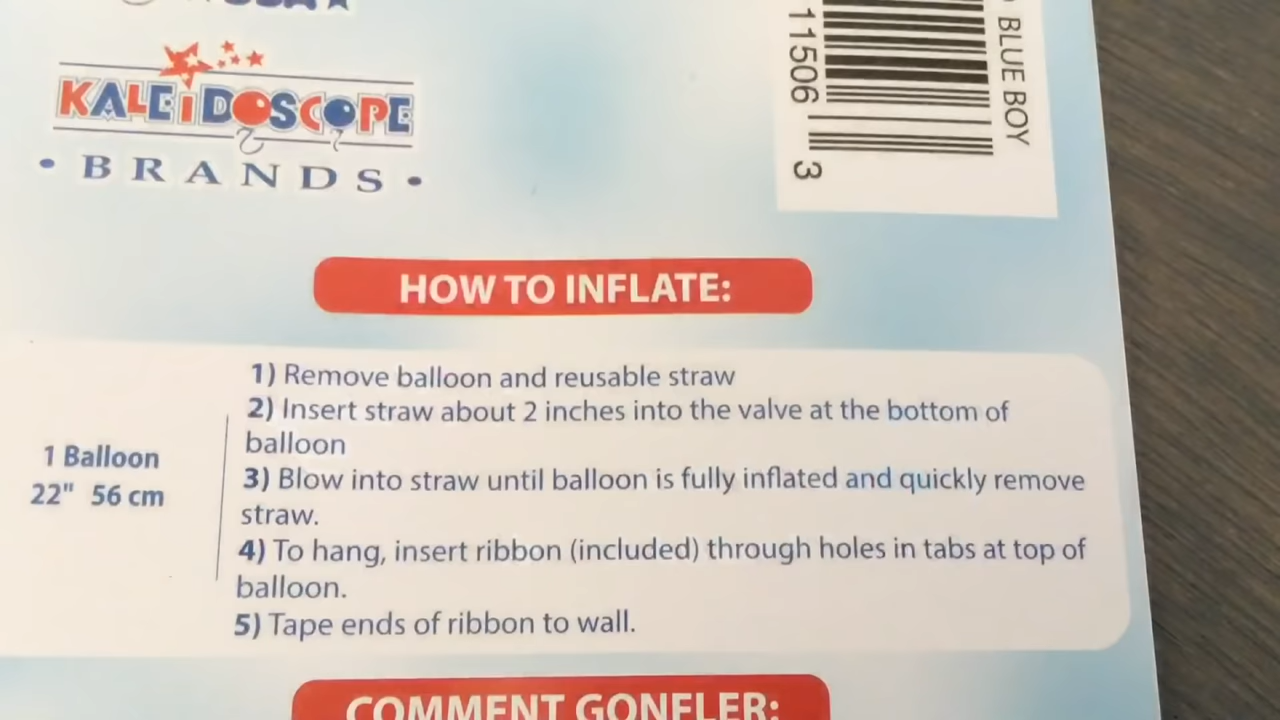 KALEIDOSCOPE
• BRANDS •
11506 3
BLUE BOY
HOW TO INFLATE:
1 Balloon
22" 56 cm
1) Remove balloon and reusable straw
2) Insert straw about 2 inches into the valve at the bottom of
balloon
3) Blow into straw until balloon is fully inflated and quickly remove
straw.
4) To hang, insert ribbon (included) through holes in tabs at top of
balloon.
5) Tape ends of ribbon to wall.
COMMENT GONFLER: